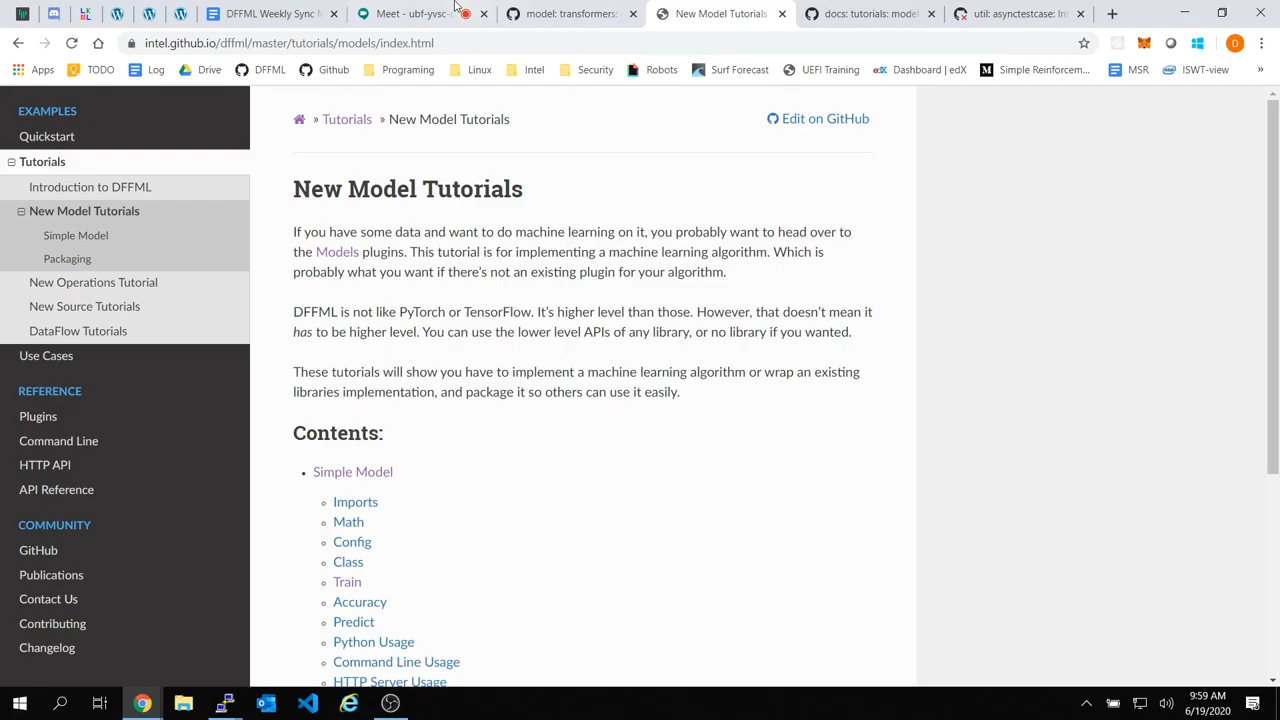 DFFML Weekly Sync M
Meet - ubf-yvsc-
model: transformers:
New Model Tutorials
docs: tutorials: model
util: asynctestcase: Int
intel.github.io/dffml/master/tutorials/models/index.html
D
Apps
TODO
Log
Drive
DFFML
Github
Programing
Linux
Intel
Security
Robots
Surf Forecast
UEFI Training
edX Dashboard | edX
M Simple Reinforcem...
MSR
ISWT-view
»
EXAMPLES
Quickstart
Tutorials
Introduction to DFFML
New Model Tutorials
Simple Model
Packaging
New Operations Tutorial
New Source Tutorials
DataFlow Tutorials
Use Cases
REFERENCE
Plugins
Command Line
HTTP API
API Reference
COMMUNITY
GitHub
Publications
Contact Us
Contributing
Changelog
» Tutorials » New Model Tutorials
Edit on GitHub
New Model Tutorials
If you have some data and want to do machine learning on it, you probably want to head over to
the Models plugins. This tutorial is for implementing a machine learning algorithm. Which is
probably what you want if there's not an existing plugin for your algorithm.
DFFML is not like PyTorch or TensorFlow. It's higher level than those. However, that doesn't mean it
has to be higher level. You can use the lower level APIs of any library, or no library if you wanted.
These tutorials will show you have to implement a machine learning algorithm or wrap an existing
libraries implementation, and package it so others can use it easily.
Contents:
Simple Model
Imports
Math
Config
Class
Train
Accuracy
Predict
Python Usage
Command Line Usage
HTTP Server Usage
9:59 AM
6/19/2020